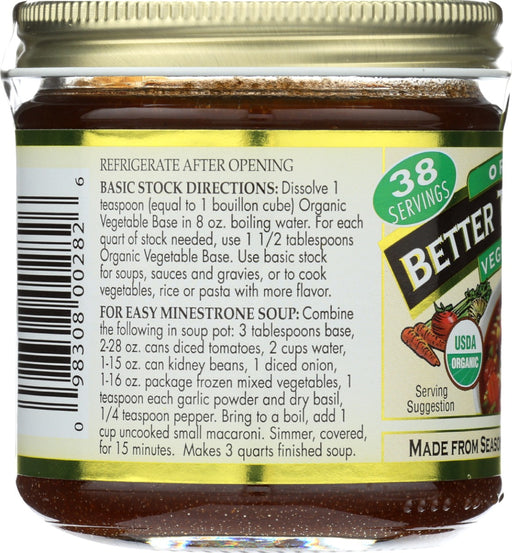 REFRIGERATE AFTER OPENING
BASIC STOCK DIRECTIONS: Dissolve 1
teaspoon (equal to 1 bouillon cube) Organic
Vegetable Base in 8 oz. boiling water. For each
quart of stock needed, use 1 1/2 tablespoons
Organic Vegetable Base. Use basic stock
for soups, sauces and gravies, or to cook
vegetables, rice or pasta with more flavor.
FOR EASY MINESTRONE SOUP: Combine
the following in soup pot: 3 tablespoons base,
2-28 oz. cans diced tomatoes, 2 cups water,
1-15 oz. can kidney beans, 1 diced onion,
1-16 oz. package frozen mixed vegetables, 1
teaspoon each garlic powder and dry basil,
1/4 teaspoon pepper. Bring to a boil, add 1
cup uncooked small macaroni. Simmer, covered,
for 15 minutes. Makes 3 quarts finished soup.
0 98308 00282 6
38
SERVINGS
BETTER
USDA
ORGANIC
Serving
Suggestion
MADE FROM